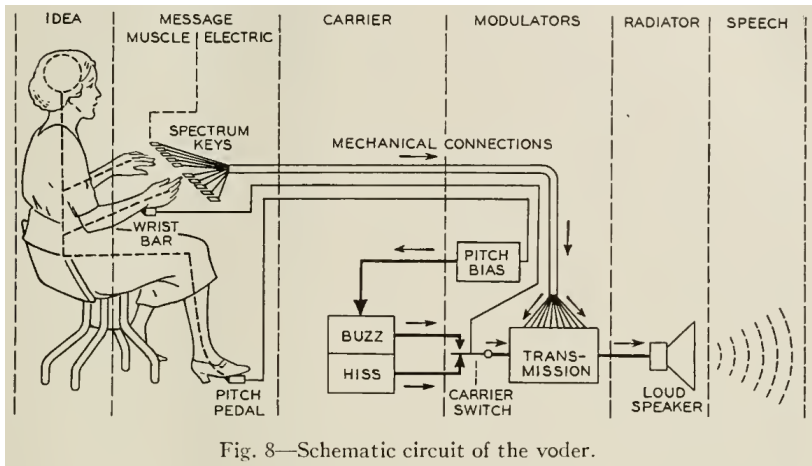 IDEA
MESSAGE
MUSCLE ELECTRIC
CARRIER
MODULATORS
RADIATOR
SPEECH
SPECTRUM
KEYS
MECHANICAL CONNECTIONS
WRIST
BAR
PITCH
BIAS
BUZZ
HISS
TRANS-
MISSION
CARRIER
SWITCH
LOUD
SPEAKER
PITCH
PEDAL
Fig. 8—Schematic circuit of the voder.